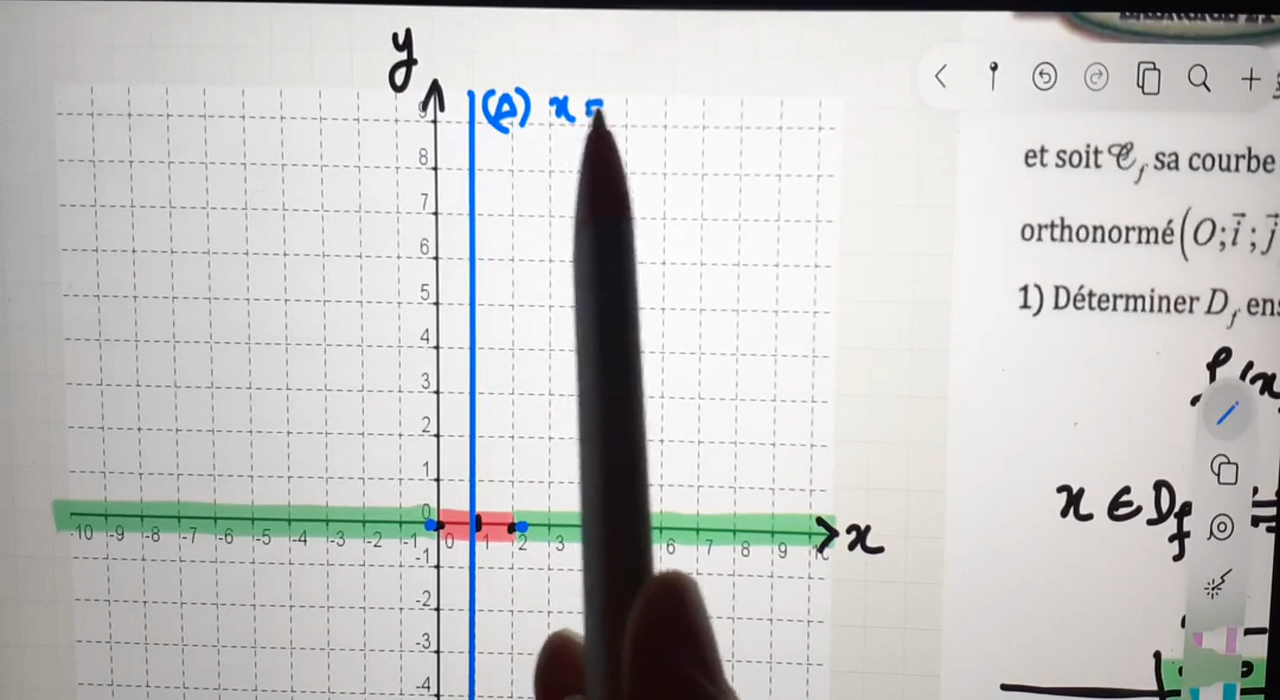 y
(Δ) x =
9
8
7
6
5
4
3
2
1
0
-10 -9 -8 -7 -6 -5 -4 -3 -2 -1 0 1 2 3 6 7 8 9
x
-1
-2
-3
-4
et soit 𝒞f sa courbe
orthonormé (O; i⃗; j⃗
1) Déterminer Df en
x ∈ Df